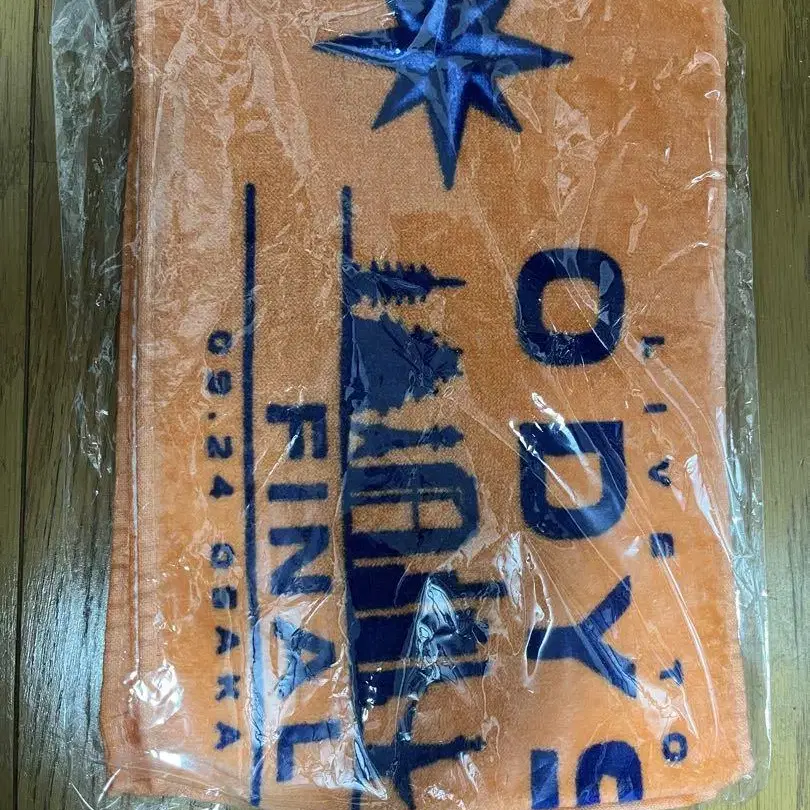 LIVE TO
ODYS
FINAL
09.24 OSAKA